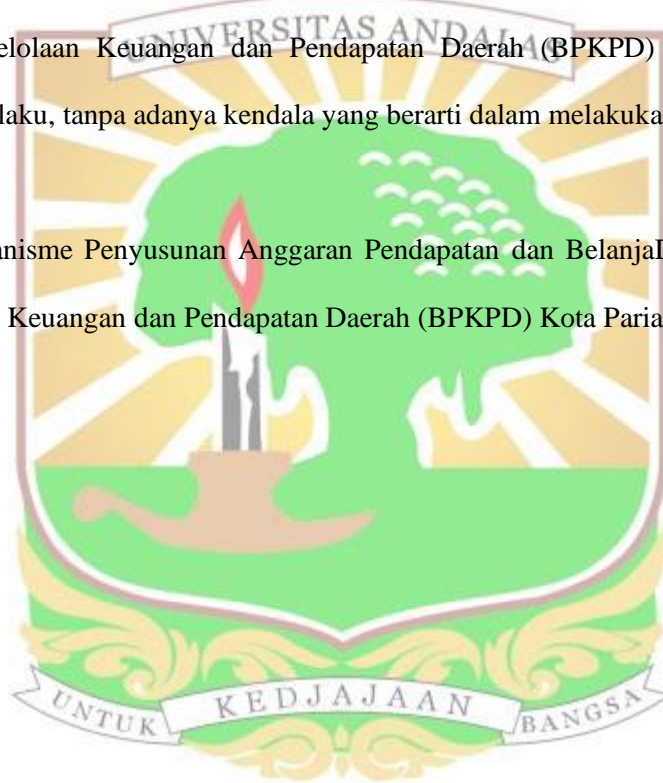 UNIVERSITAS ANDALAS
elolaan Keuangan dan Pendapatan Daerah (BPKPD)
laku, tanpa adanya kendala yang berarti dalam melakuka
anisme Penyusunan Anggaran Pendapatan dan BelanjaD
Keuangan dan Pendapatan Daerah (BPKPD) Kota Paria
UNTUK KEDJAJAAN BANGSA